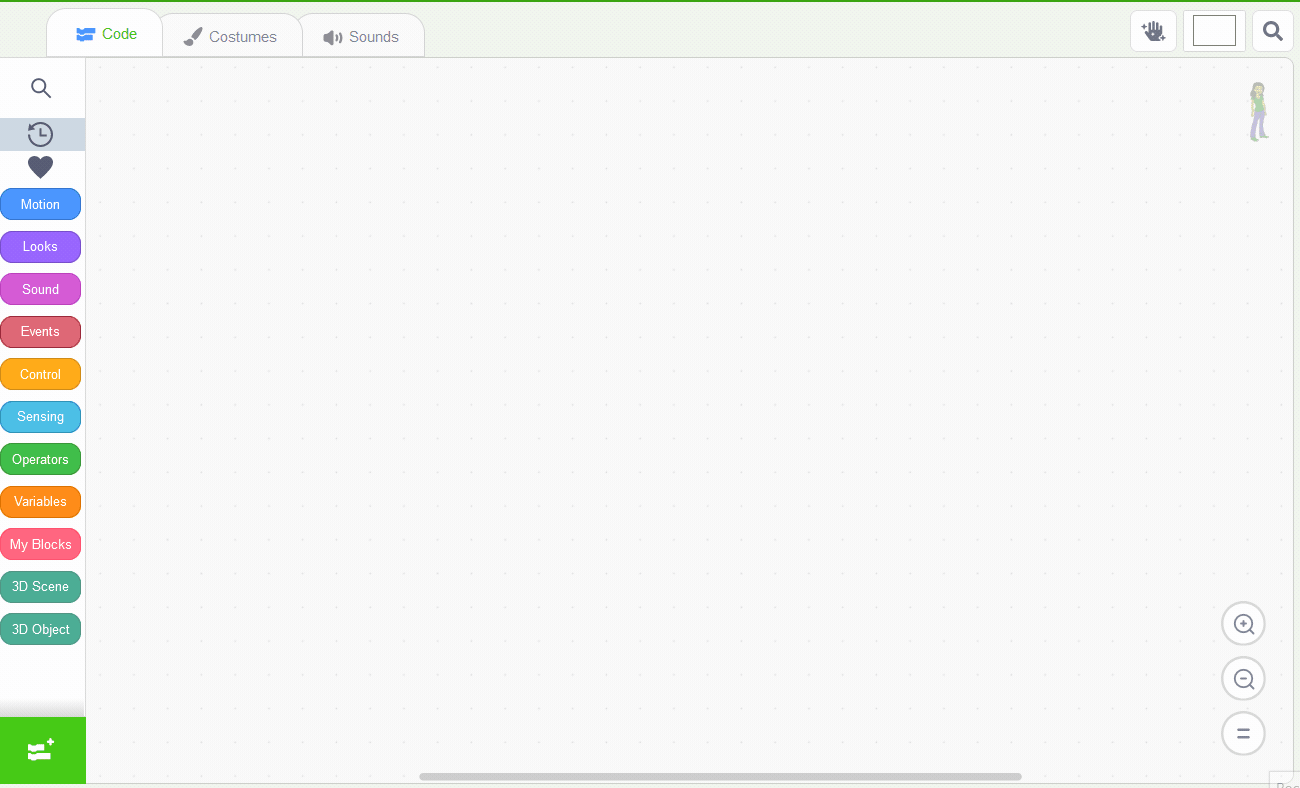 Code
Costumes
Sounds
Motion
Looks
Sound
Events
Control
Sensing
Operators
Variables
My Blocks
3D Scene
3D Object